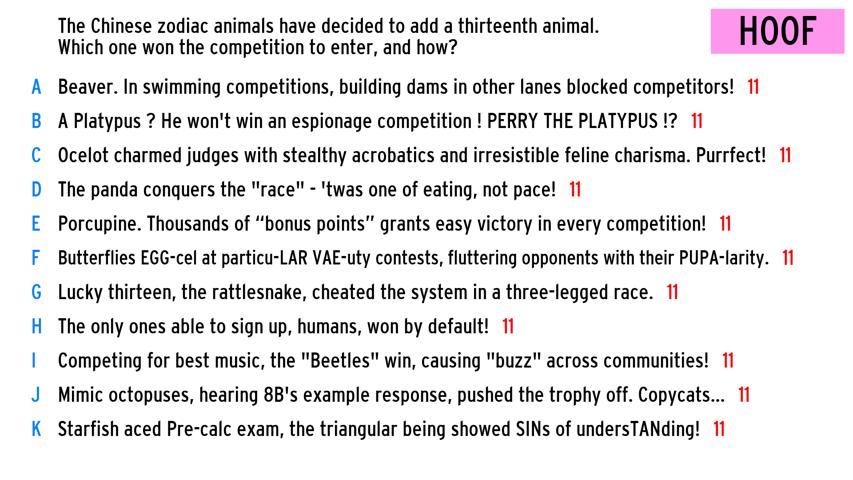 The Chinese zodiac animals have decided to add a thirteenth animal.
Which one won the competition to enter, and how?
HOOF
A Beaver. In swimming competitions, building dams in other lanes blocked competitors! 11
B A Platypus ? He won't win an espionage competition ! PERRY THE PLATYPUS !? 11
C Ocelot charmed judges with stealthy acrobatics and irresistible feline charisma. Purrfect! 11
D The panda conquers the "race" - 'twas one of eating, not pace! 11
E Porcupine. Thousands of “bonus points” grants easy victory in every competition! 11
F Butterflies EGG-cel at particu-LAR VAE-uty contests, fluttering opponents with their PUPA-larity. 11
G Lucky thirteen, the rattlesnake, cheated the system in a three-legged race. 11
H The only ones able to sign up, humans, won by default! 11
I Competing for best music, the "Beetles" win, causing "buzz" across communities! 11
J Mimic octopuses, hearing 8B's example response, pushed the trophy off. Copycats... 11
K Starfish aced Pre-calc exam, the triangular being showed SINs of undersTANding! 11